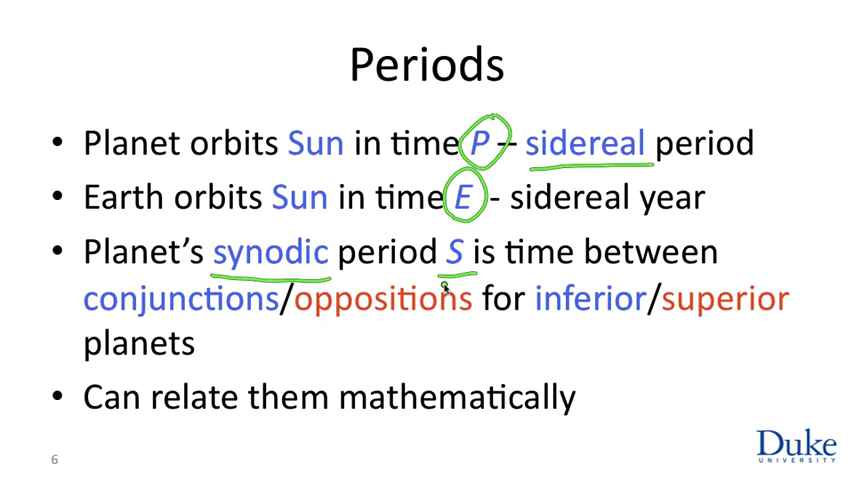 Periods
• Planet orbits Sun in time P – sidereal period
• Earth orbits Sun in time E - sidereal year
• Planet's synodic period S is time between
conjunctions/oppositions for inferior/superior
planets
• Can relate them mathematically
6
Duke
UNIVERSITY